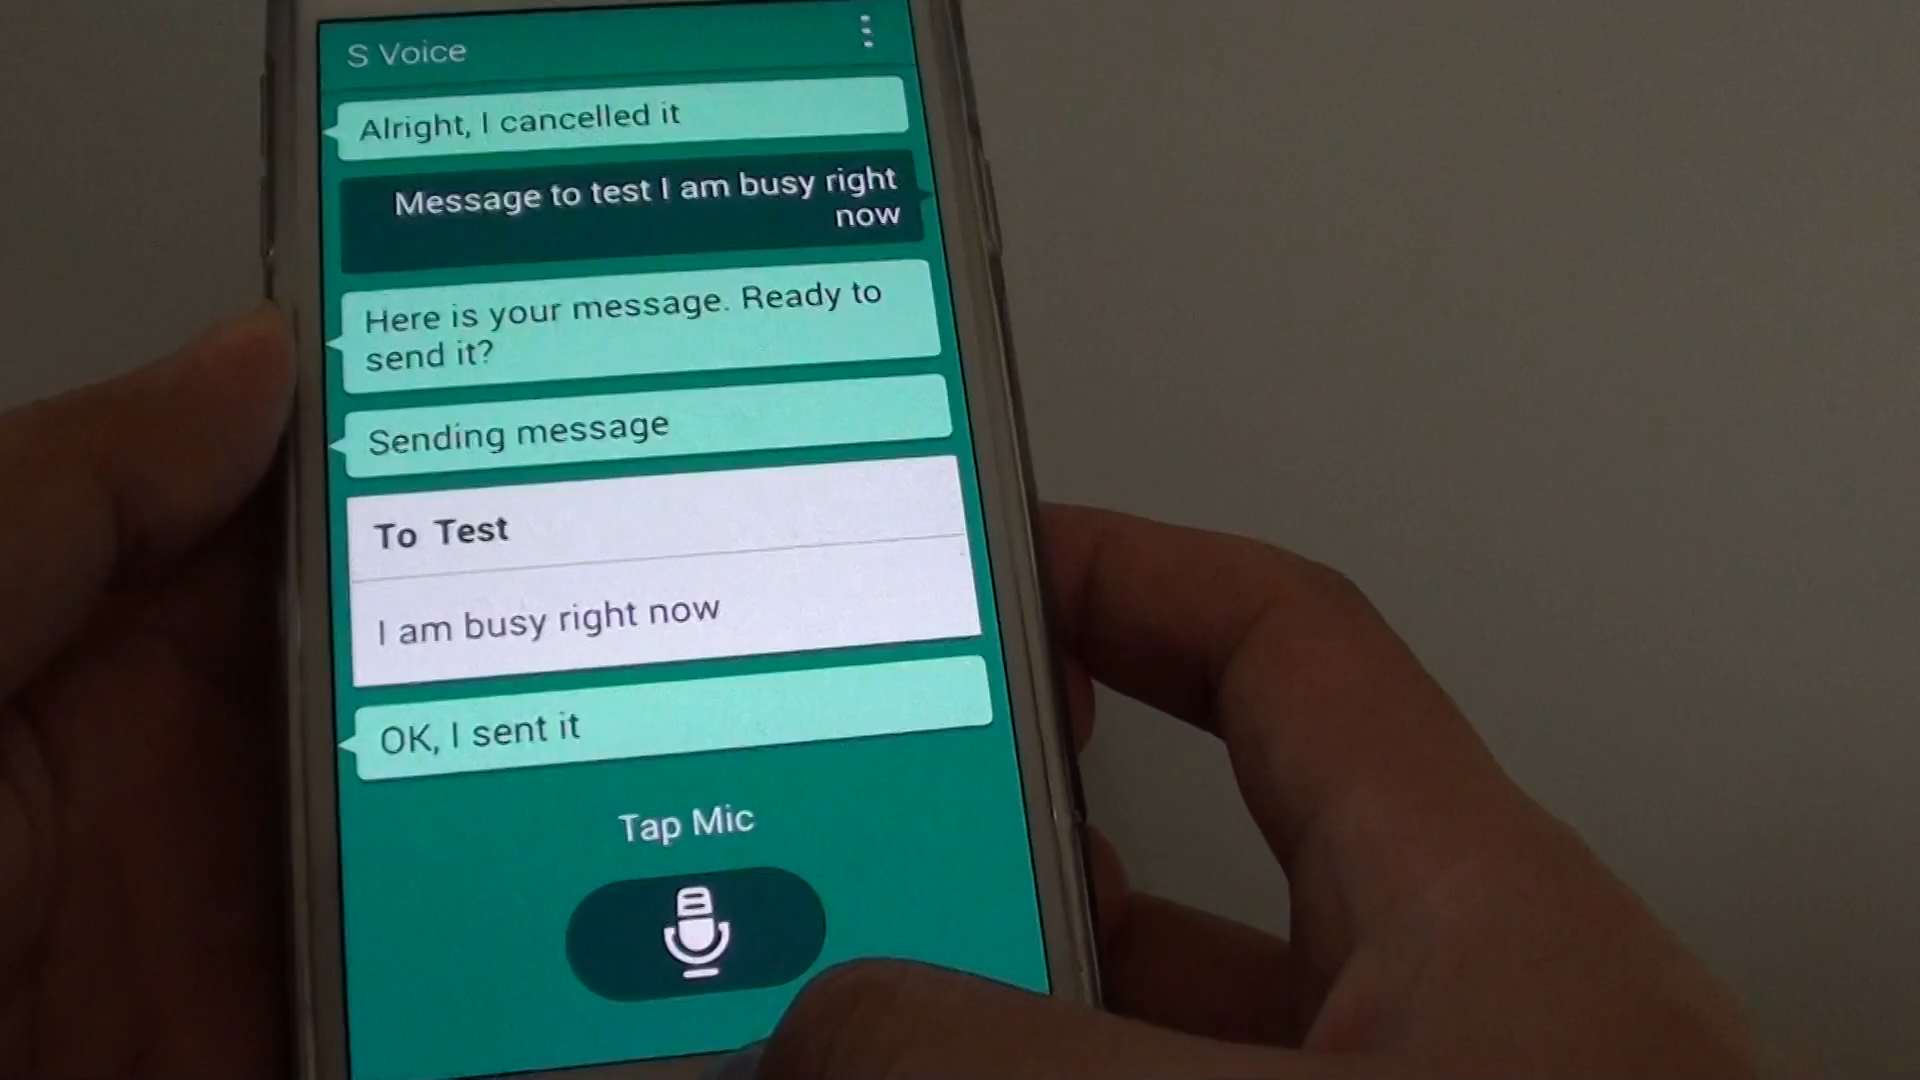 S Voice
Alright, I cancelled it
Message to test I am busy right
now
Here is your message. Ready to
send it?
Sending message
To Test
I am busy right now
OK, I sent it
Tap Mic